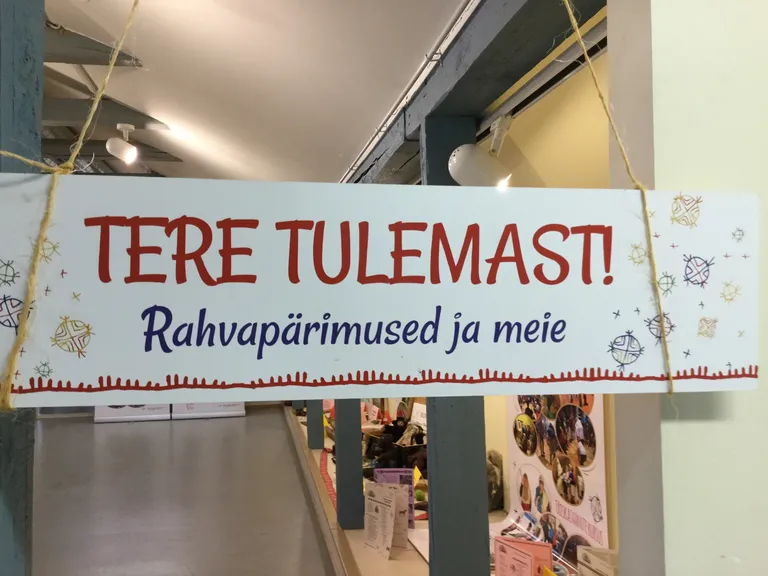 TERE TULEMAST!
Rahvapärimused ja meie